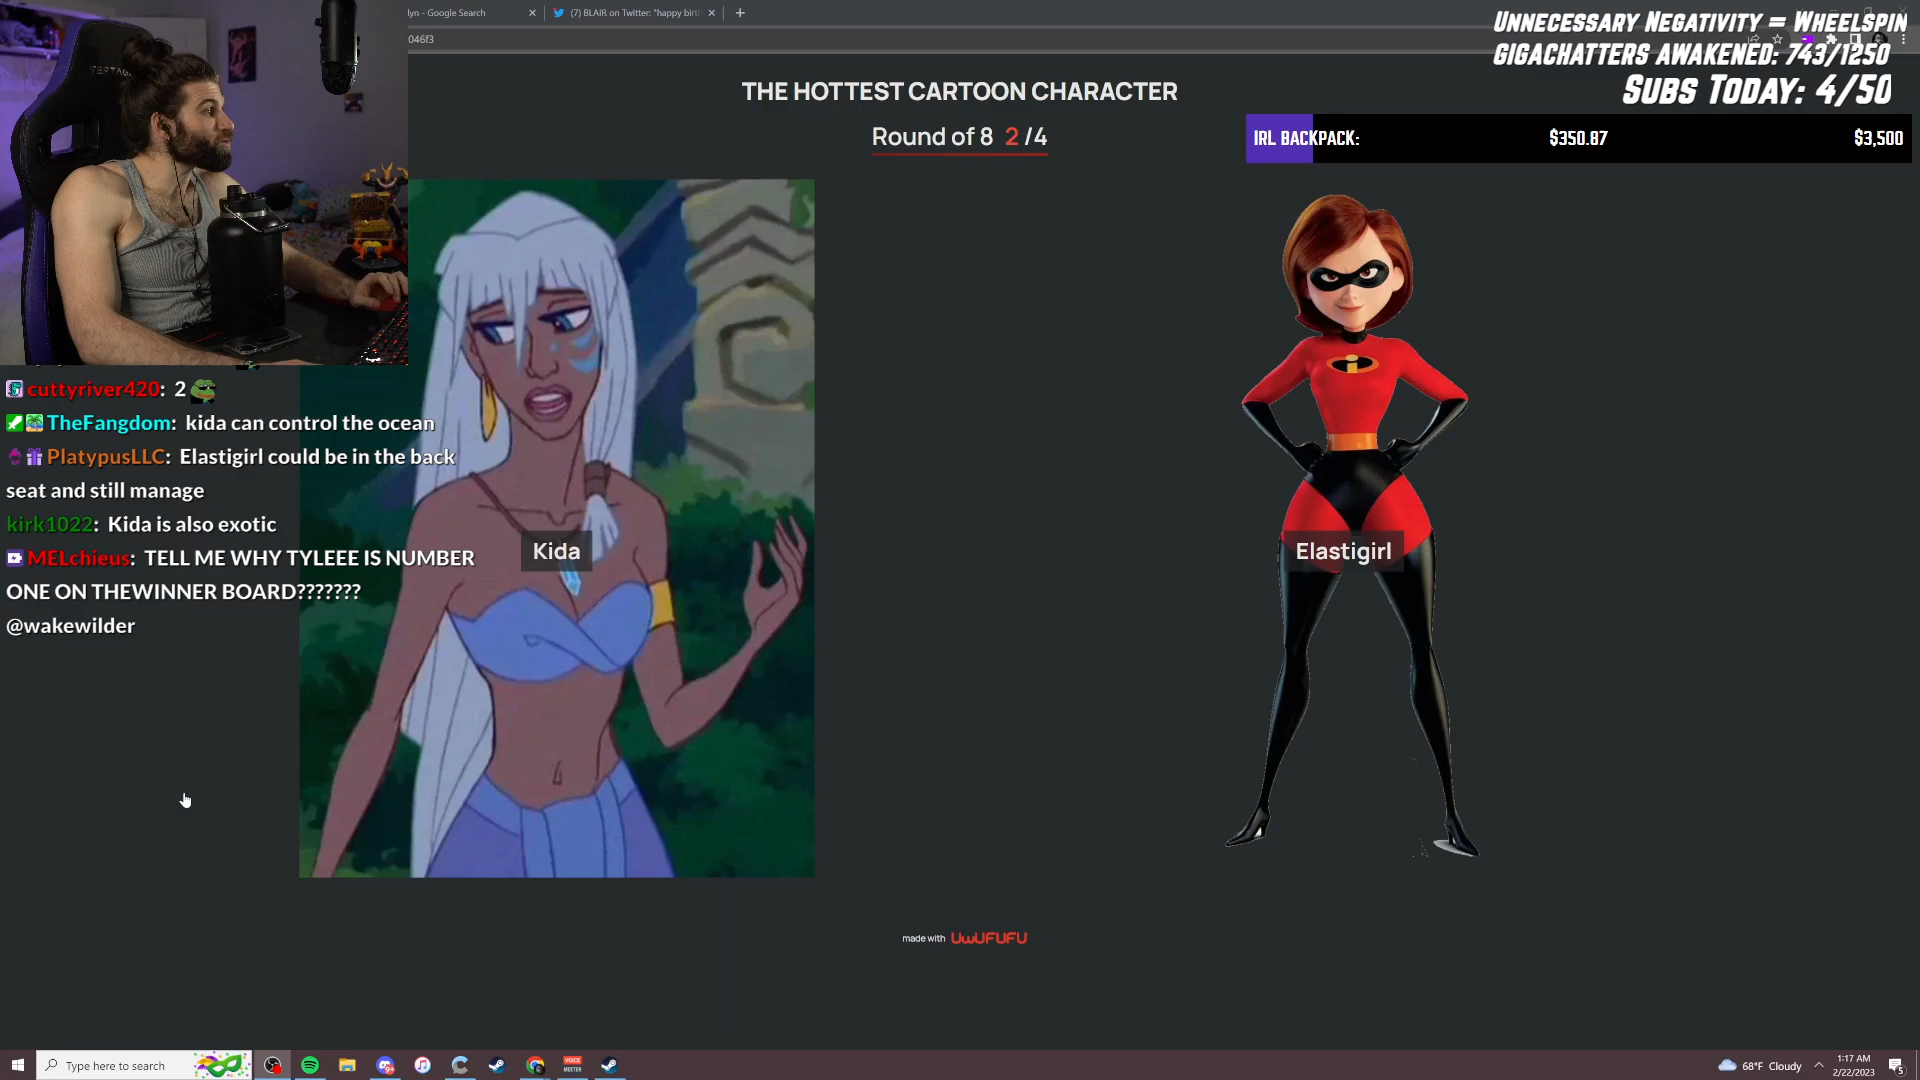 lyn - Google Search
(7) BLAIR on Twitter: "happy birt
046f3
UNNECESSARY NEGATIVITY = WHEELSPIN
GIGACHATTERS AWAKENED: 743/1250
SUBS TODAY: 4/50
THE HOTTEST CARTOON CHARACTER
Round of 8 2 /4
IRL BACKPACK: $350.87 $3,500
cuttyriver420: 2
TheFangdom: kida can control the ocean
PlatypusLLC: Elastigirl could be in the back
seat and still manage
kirk1022: Kida is also exotic
MELchieus: TELL ME WHY TYLEEE IS NUMBER
ONE ON THEWINNER BOARD???????
@wakewilder
Kida
Elastigirl
made with UwUFUFU
Type here to search
VOICE
MEETER
68°F Cloudy
1:17 AM
2/22/2023
5